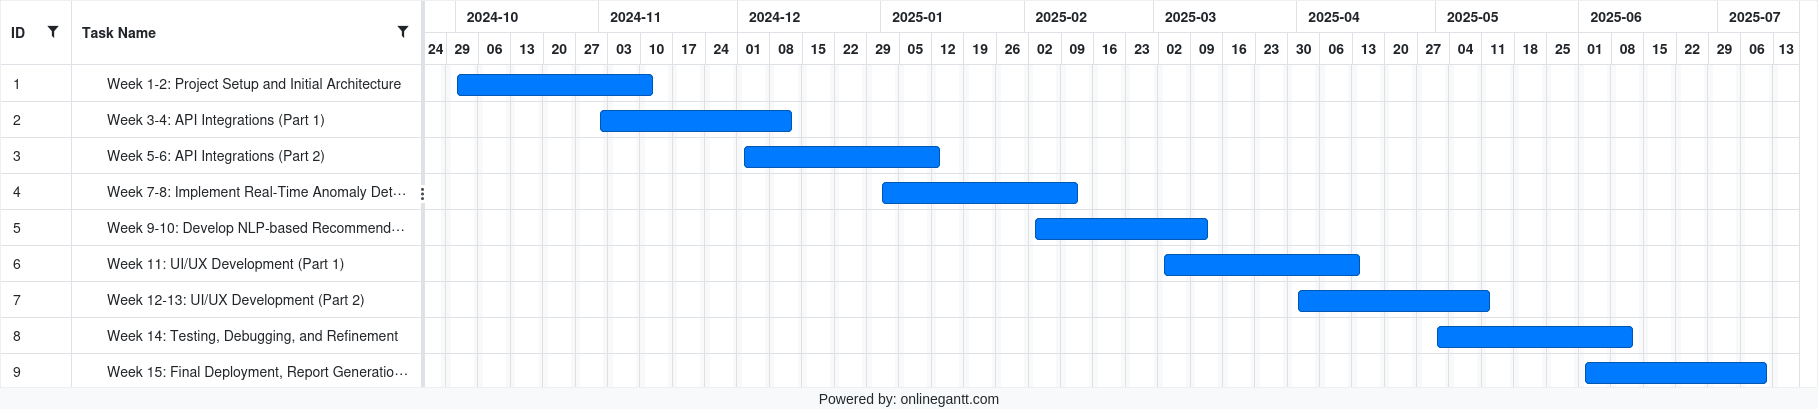 ID Task Name 2024-10 2024-11 2024-12 2025-01 2025-02 2025-03 2025-04 2025-05 2025-06 2025-07
24 29 06 13 20 27 03 10 17 24 01 08 15 22 29 05 12 19 26 02 09 16 23 02 09 16 23 30 06 13 20 27 04 11 18 25 01 08 15 22 29 06 13
1 Week 1-2: Project Setup and Initial Architecture
2 Week 3-4: API Integrations (Part 1)
3 Week 5-6: API Integrations (Part 2)
4 Week 7-8: Implement Real-Time Anomaly Det···
5 Week 9-10: Develop NLP-based Recommend···
6 Week 11: UI/UX Development (Part 1)
7 Week 12-13: UI/UX Development (Part 2)
8 Week 14: Testing, Debugging, and Refinement
9 Week 15: Final Deployment, Report Generatio···
Powered by: onlinegantt.com